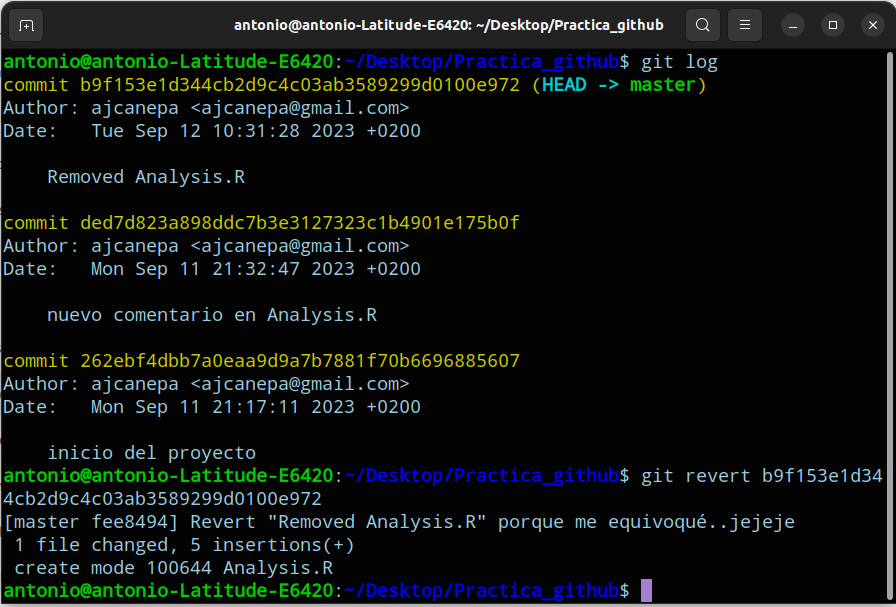 antonio@antonio-Latitude-E6420: ~/Desktop/Practica_github
antonio@antonio-Latitude-E6420:~/Desktop/Practica_github$ git log
commit b9f153e1d344cb2d9c4c03ab3589299d0100e972 (HEAD -> master)
Author: ajcanepa <ajcanepa@gmail.com>
Date:   Tue Sep 12 10:31:28 2023 +0200
    Removed Analysis.R
commit ded7d823a898ddc7b3e3127323c1b4901e175b0f
Author: ajcanepa <ajcanepa@gmail.com>
Date:   Mon Sep 11 21:32:47 2023 +0200
    nuevo comentario en Analysis.R
commit 262ebf4dbb7a0eaa9d9a7b7881f70b6696885607
Author: ajcanepa <ajcanepa@gmail.com>
Date:   Mon Sep 11 21:17:11 2023 +0200
    inicio del proyecto
antonio@antonio-Latitude-E6420:~/Desktop/Practica_github$ git revert b9f153e1d34
4cb2d9c4c03ab3589299d0100e972
[master fee8494] Revert "Removed Analysis.R" porque me equivoqué..jejeje
 1 file changed, 5 insertions(+)
 create mode 100644 Analysis.R
antonio@antonio-Latitude-E6420:~/Desktop/Practica_github$